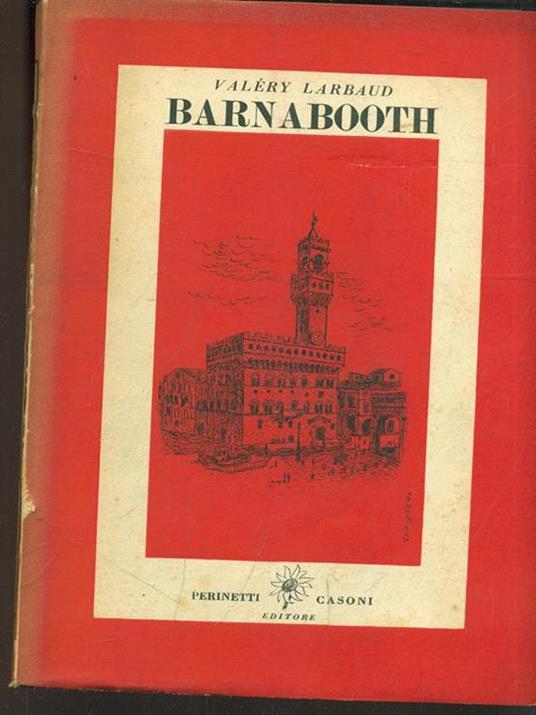 VALÉRY LARBAUD
BARNABOOTH
PERINETTI CASONI
EDITORE